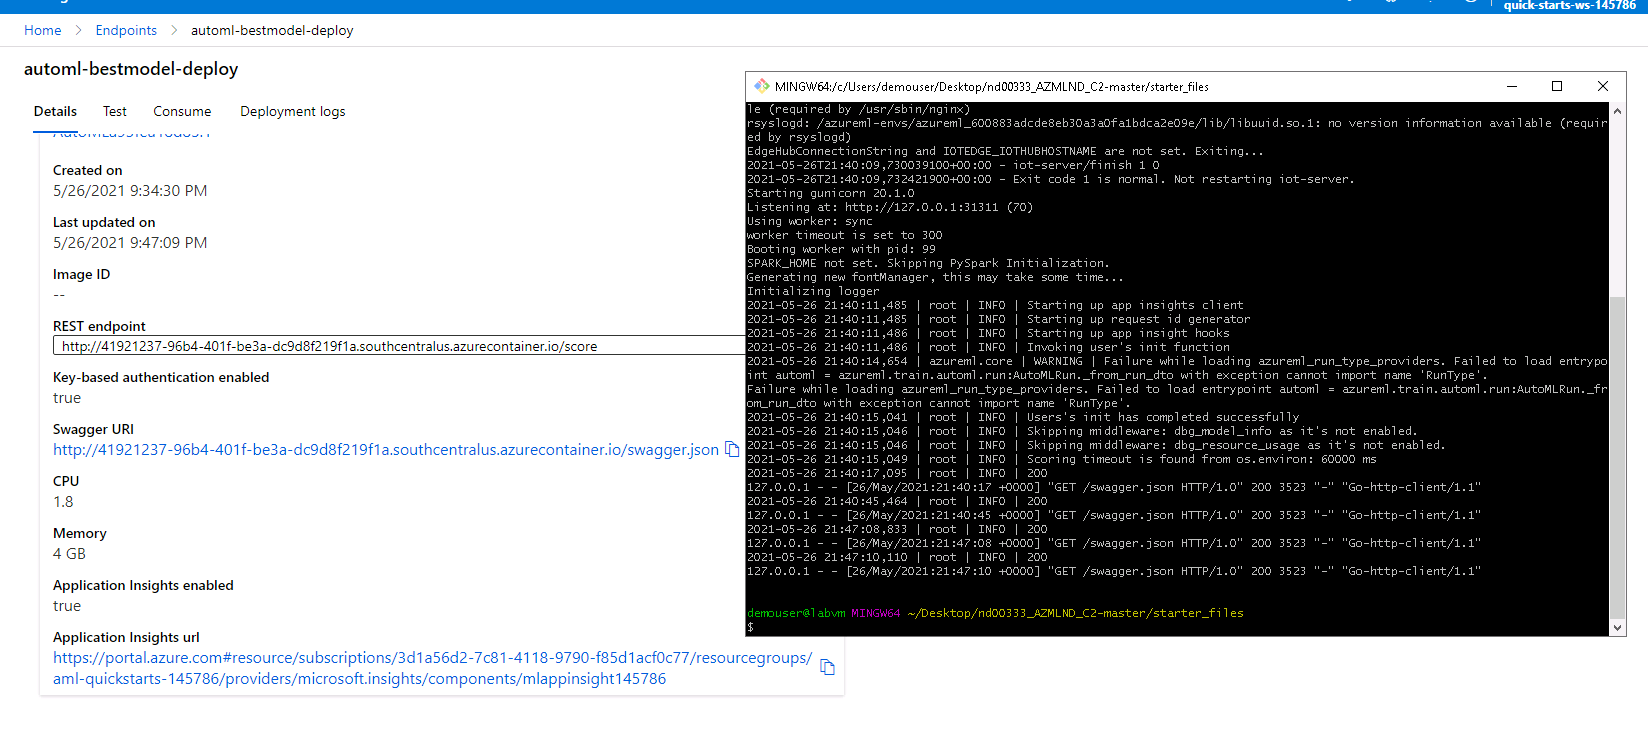 quick-starts-ws-145786
Home > Endpoints > automl-bestmodel-deploy
automl-bestmodel-deploy
Details Test Consume Deployment logs
Created on
5/26/2021 9:34:30 PM
Last updated on
5/26/2021 9:47:09 PM
Image ID
--
REST endpoint
http://41921237-96b4-401f-be3a-dc9d8f219f1a.southcentralus.azurecontainer.io/score
Key-based authentication enabled
true
Swagger URI
http://41921237-96b4-401f-be3a-dc9d8f219f1a.southcentralus.azurecontainer.io/swagger.json
CPU
1.8
Memory
4 GB
Application Insights enabled
true
Application Insights url
https://portal.azure.com#resource/subscriptions/3d1a56d2-7c81-4118-9790-f85d1acf0c77/resourcegroups/
aml-quickstarts-145786/providers/microsoft.insights/components/mlappinsight145786
MINGW64:/c/Users/demouser/Desktop/nd00333_AZMLND_C2-master/starter_files
le (required by /usr/sbin/nginx)
rsyslogd: /azureml-envs/azureml_600883adcde8eb30a3a0fa1bdca2e09e/lib/libuuid.so.1: no version information available (requir
ed by rsyslogd)
EdgeHubConnectionString and IOTEDGE_IOTHUBHOSTNAME are not set. Exiting...
2021-05-26T21:40:09,730039100+00:00 - iot-server/finish 1 0
2021-05-26T21:40:09,732421900+00:00 - Exit code 1 is normal. Not restarting iot-server.
Starting gunicorn 20.1.0
Listening at: http://127.0.0.1:31311 (70)
Using worker: sync
worker timeout is set to 300
Booting worker with pid: 99
SPARK_HOME not set. Skipping PySpark Initialization.
Generating new fontManager, this may take some time...
Initializing logger
2021-05-26 21:40:11,485 | root | INFO | Starting up app insights client
2021-05-26 21:40:11,485 | root | INFO | Starting up request id generator
2021-05-26 21:40:11,486 | root | INFO | Starting up app insight hooks
2021-05-26 21:40:11,486 | root | INFO | Invoking user's init function
2021-05-26 21:40:14,654 | azureml.core | WARNING | Failure while loading azureml_run_type_providers. Failed to load entrypo
int automl = azureml.train.automl.run:AutoMLRun._from_run_dto with exception cannot import name 'RunType'.
Failure while loading azureml_run_type_providers. Failed to load entrypoint automl = azureml.train.automl.run:AutoMLRun._fr
om_run_dto with exception cannot import name 'RunType'.
2021-05-26 21:40:15,041 | root | INFO | Users's init has completed successfully
2021-05-26 21:40:15,046 | root | INFO | Skipping middleware: dbg_model_info as it's not enabled.
2021-05-26 21:40:15,046 | root | INFO | Skipping middleware: dbg_resource_usage as it's not enabled.
2021-05-26 21:40:15,049 | root | INFO | Scoring timeout is found from os.environ: 60000 ms
2021-05-26 21:40:17,095 | root | INFO | 200
127.0.0.1 - - [26/May/2021:21:40:17 +0000] "GET /swagger.json HTTP/1.0" 200 3523 "-" "Go-http-client/1.1"
2021-05-26 21:40:45,464 | root | INFO | 200
127.0.0.1 - - [26/May/2021:21:40:45 +0000] "GET /swagger.json HTTP/1.0" 200 3523 "-" "Go-http-client/1.1"
2021-05-26 21:47:08,833 | root | INFO | 200
127.0.0.1 - - [26/May/2021:21:47:08 +0000] "GET /swagger.json HTTP/1.0" 200 3523 "-" "Go-http-client/1.1"
2021-05-26 21:47:10,110 | root | INFO | 200
127.0.0.1 - - [26/May/2021:21:47:10 +0000] "GET /swagger.json HTTP/1.0" 200 3523 "-" "Go-http-client/1.1"
demouser@labvm MINGW64 ~/Desktop/nd00333_AZMLND_C2-master/starter_files
$